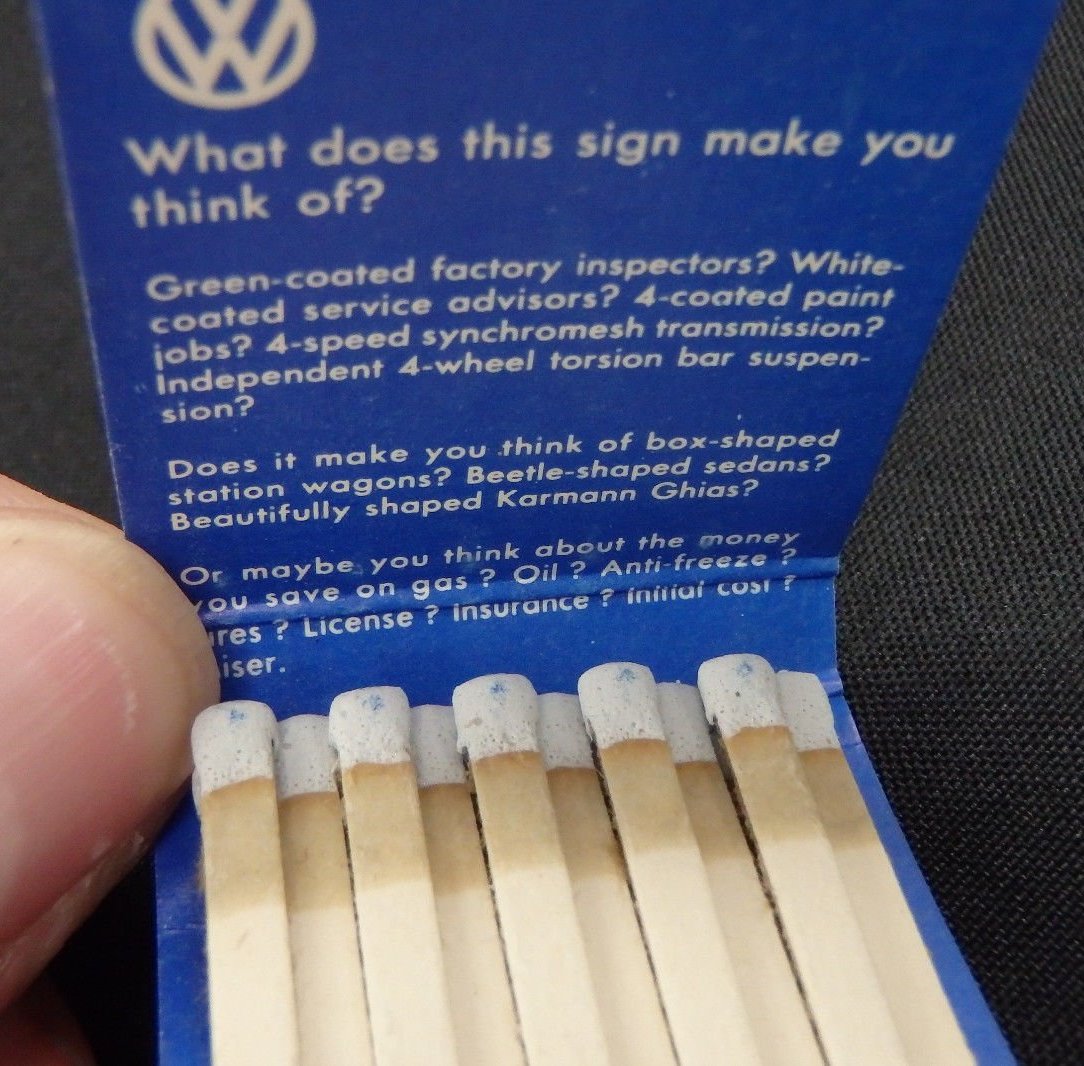 What does this sign make you
think of?
Green-coated factory inspectors? White-
coated service advisors? 4-coated paint
jobs? 4-speed synchromesh transmission?
Independent 4-wheel torsion bar suspen-
sion?
Does it make you think of box-shaped
station wagons? Beetle-shaped sedans?
Beautifully shaped Karmann Ghias?
Or maybe you think about the money
you save on gas ? Oil ? Anti-freeze ?
? License ? Insurance ? Initial cost ?